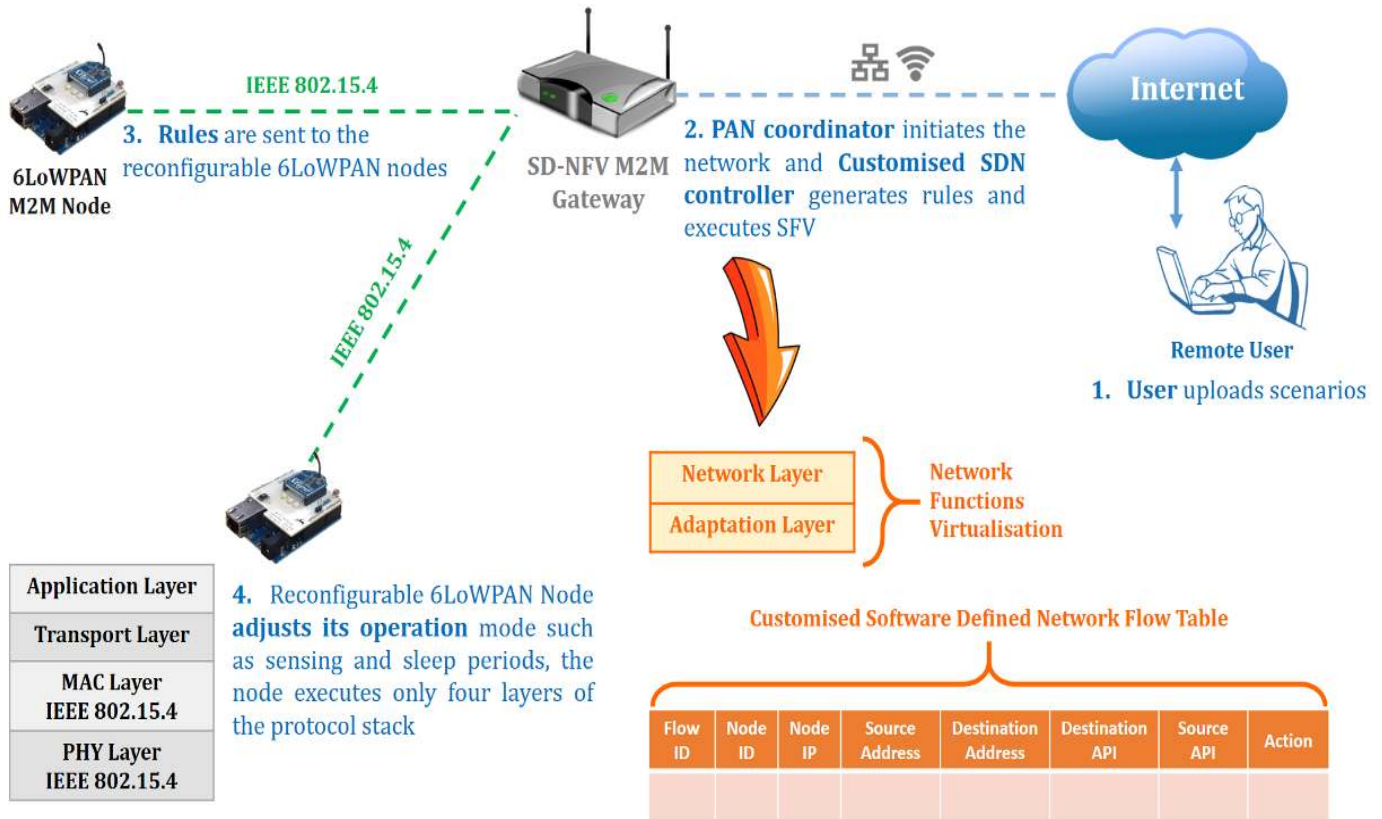 IEEE 802.15.4
Internet
3. Rules are sent to the
reconfigurable 6LoWPAN nodes
6LoWPAN
M2M Node
SD-NFV M2M
Gateway
2. PAN coordinator initiates the
network and Customised SDN
controller generates rules and
executes SFV
IEEE 802.15.4
Remote User
1. User uploads scenarios
Network Layer
Adaptation Layer
Network
Functions
Virtualisation
Application Layer
Transport Layer
MAC Layer
IEEE 802.15.4
PHY Layer
IEEE 802.15.4
4. Reconfigurable 6LoWPAN Node
adjusts its operation mode such
as sensing and sleep periods, the
node executes only four layers of
the protocol stack
Customised Software Defined Network Flow Table
Flow ID
Node ID
Node IP
Source Address
Destination Address
Destination API
Source API
Action